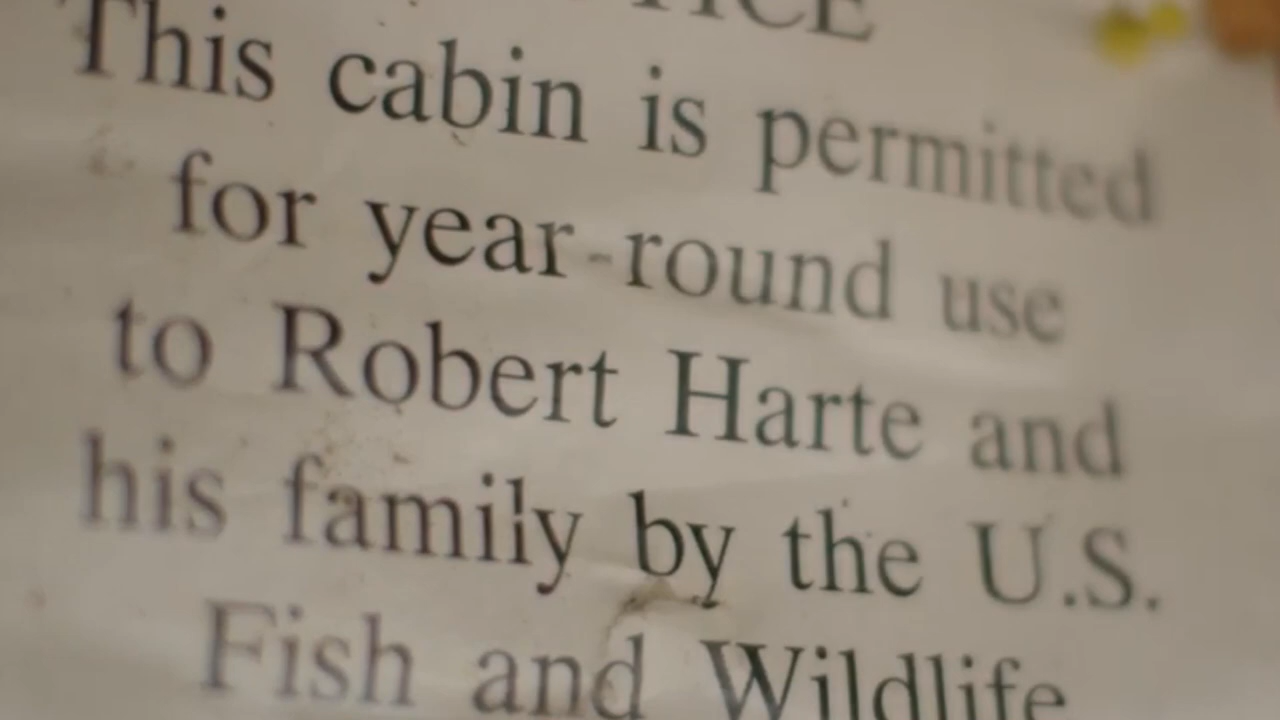 This cabin is permitted
for year-round use
to Robert Harte and
his family by the U.S.
Fish and Wildlife